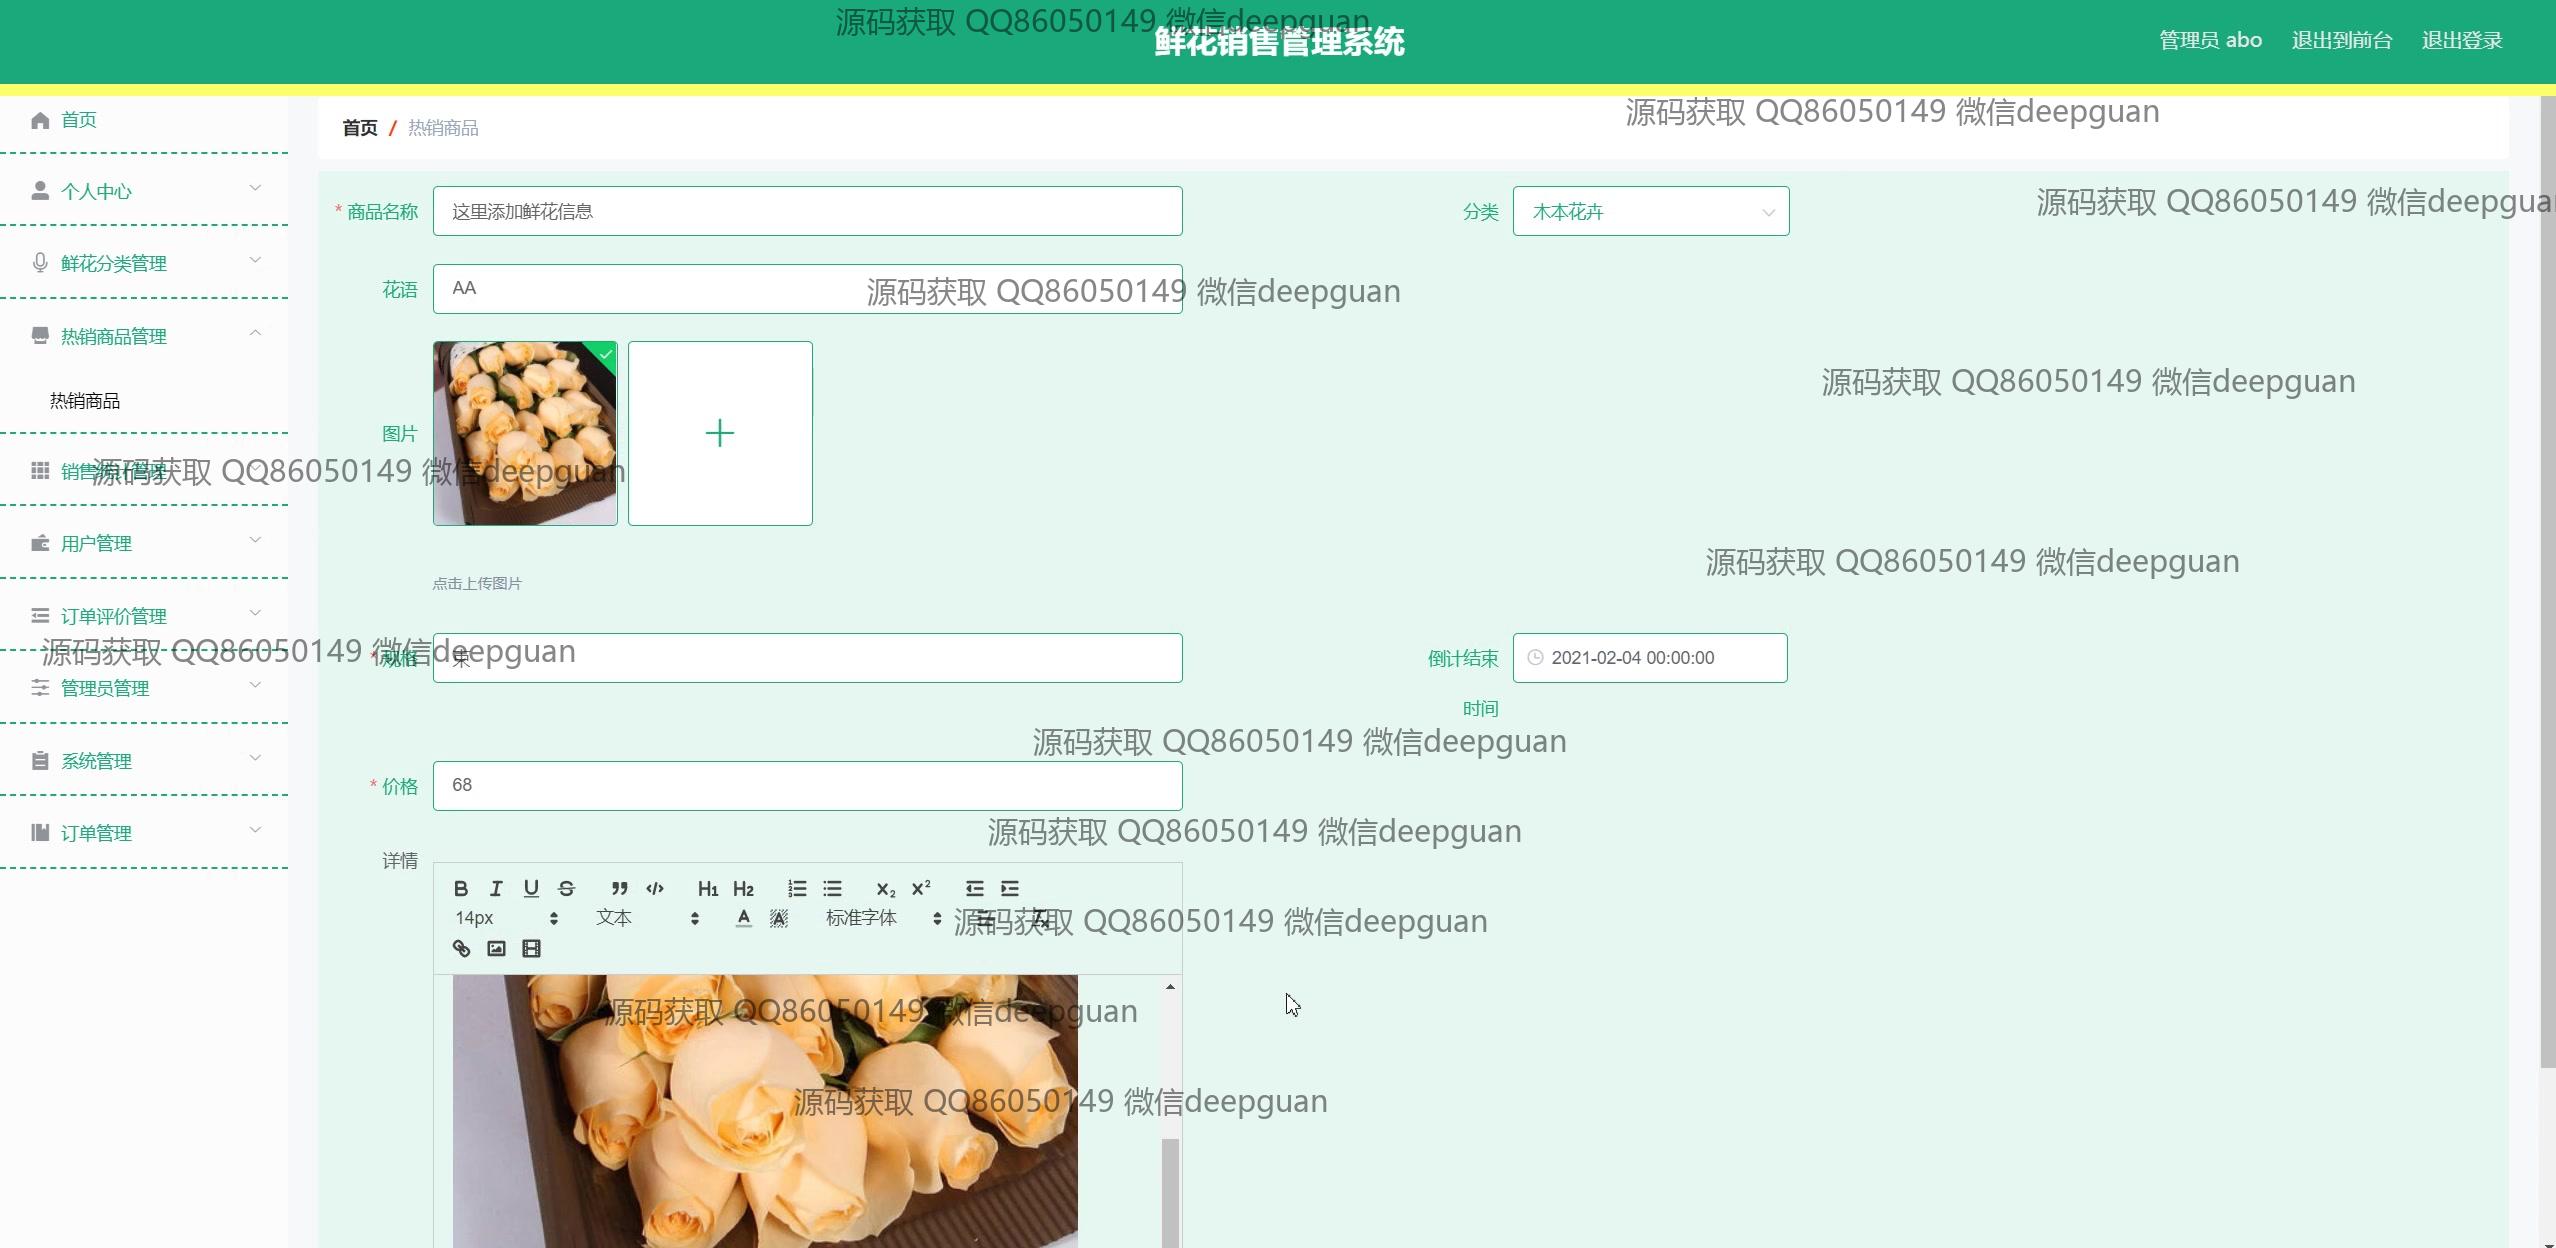 源码获取 QQ86050149 微信deepguan
鲜花销售管理系统
管理员 abo
退出到前台
退出登录
首页
个人中心
鲜花分类管理
热销商品管理
热销商品
用户管理
订单评价管理
管理员管理
系统管理
订单管理
首页 / 热销商品
源码获取 QQ86050149 微信deepguan
* 商品名称 这里添加鲜花信息
分类 木本花卉
源码获取 QQ86050149 微信deepgua
花语 AA
源码获取 QQ86050149 微信deepguan
图片
源码获取 QQ86050149 微信deepguan
源码获取 QQ86050149 微信deepguan
点击上传图片
源码获取 QQ86050149 微信deepguan
* 规格 束
倒计结束
时间
2021-02-04 00:00:00
源码获取 QQ86050149 微信deepguan
源码获取 QQ86050149 微信deepguan
* 价格 68
源码获取 QQ86050149 微信deepguan
详情
B I U S H1 H2 X2 X2
14px 文本 A A 标准字体
源码获取 QQ86050149 微信deepguan
源码获取 QQ86050149 微信deepguan
源码获取 QQ86050149 微信deepguan